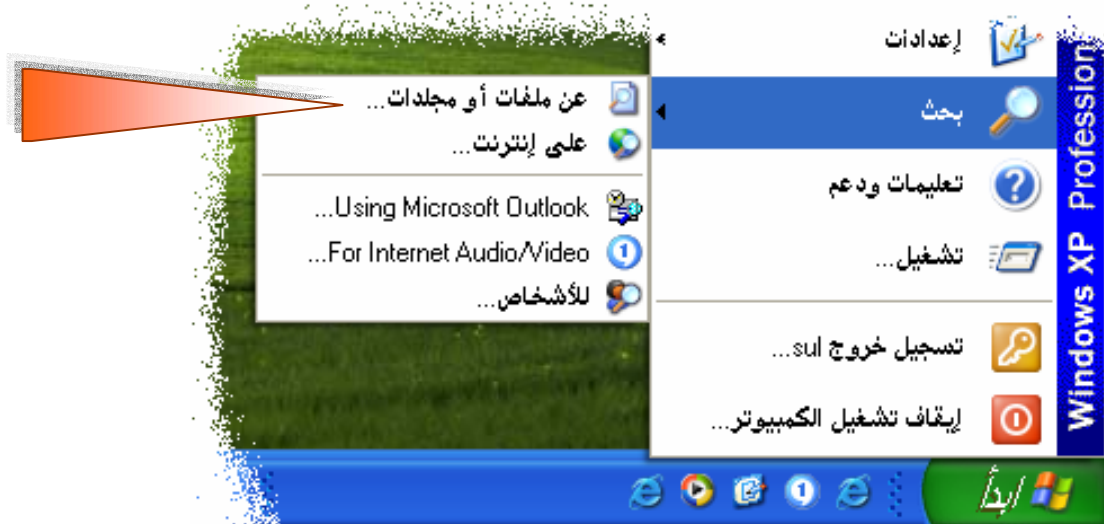 إعدادات
بحث
تعليمات ودعم
تشغيل...
تسجيل خروج sul...
إيقاف تشغيل الكمبيوتر...
عن ملفات أو مجلدات...
على إنترنت...
Using Microsoft Outlook...
For Internet Audio/Video...
للأشخاص...
Windows XP Profession
ابدأ